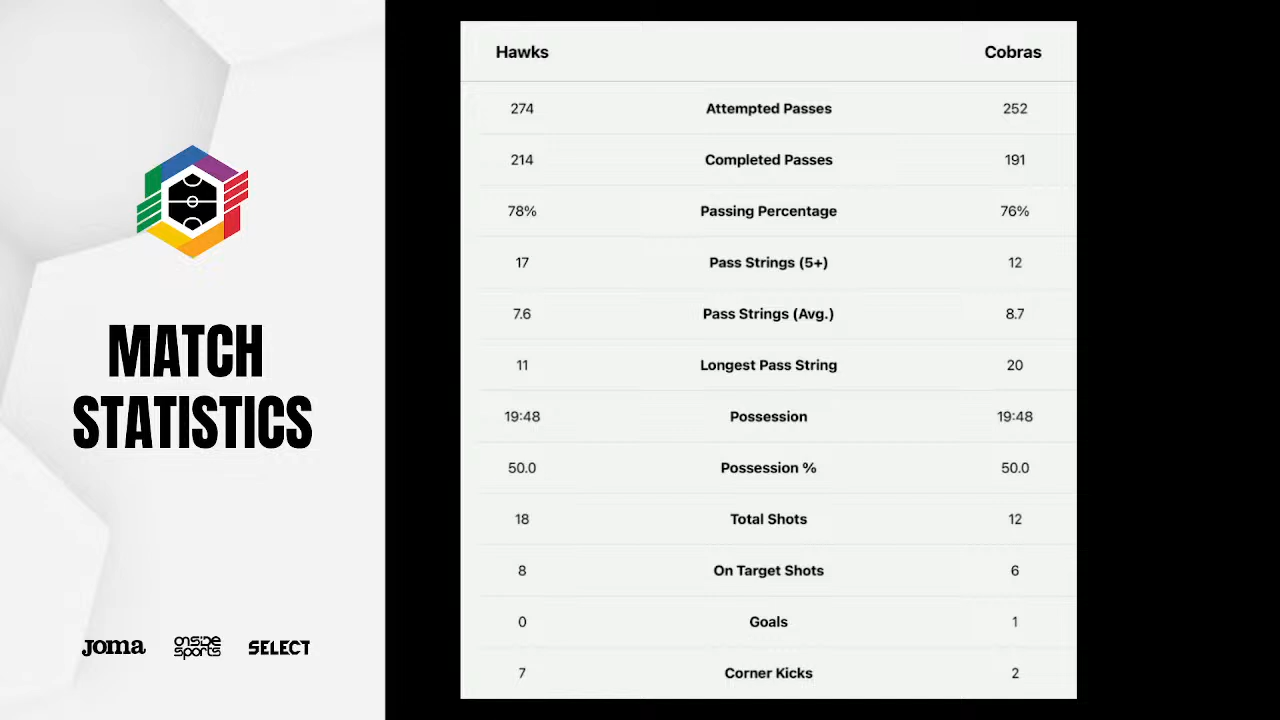 MATCH
STATISTICS
Joma
onside
sports
SELECT
Hawks Cobras
274 Attempted Passes 252
214 Completed Passes 191
78% Passing Percentage 76%
17 Pass Strings (5+) 12
7.6 Pass Strings (Avg.) 8.7
11 Longest Pass String 20
19:48 Possession 19:48
50.0 Possession % 50.0
18 Total Shots 12
8 On Target Shots 6
0 Goals 1
7 Corner Kicks 2